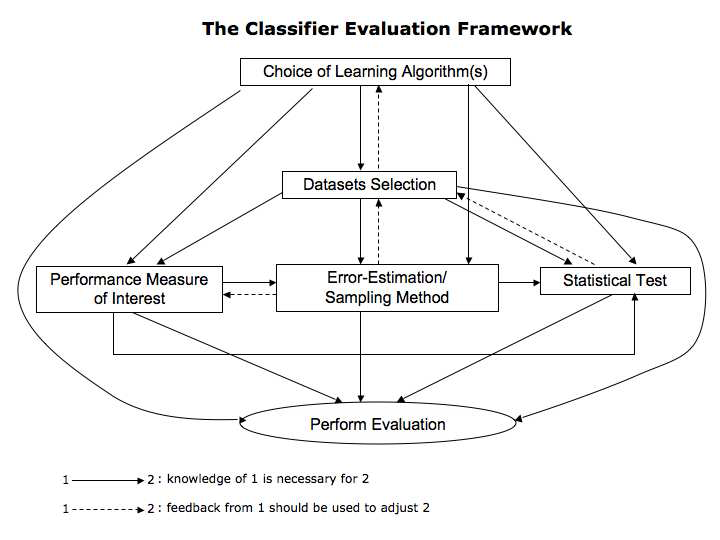 The Classifier Evaluation Framework
Choice of Learning Algorithm(s)
Datasets Selection
Performance Measure
of Interest
Error-Estimation/
Sampling Method
Statistical Test
Perform Evaluation
1 2 : knowledge of 1 is necessary for 2
1 2 : feedback from 1 should be used to adjust 2